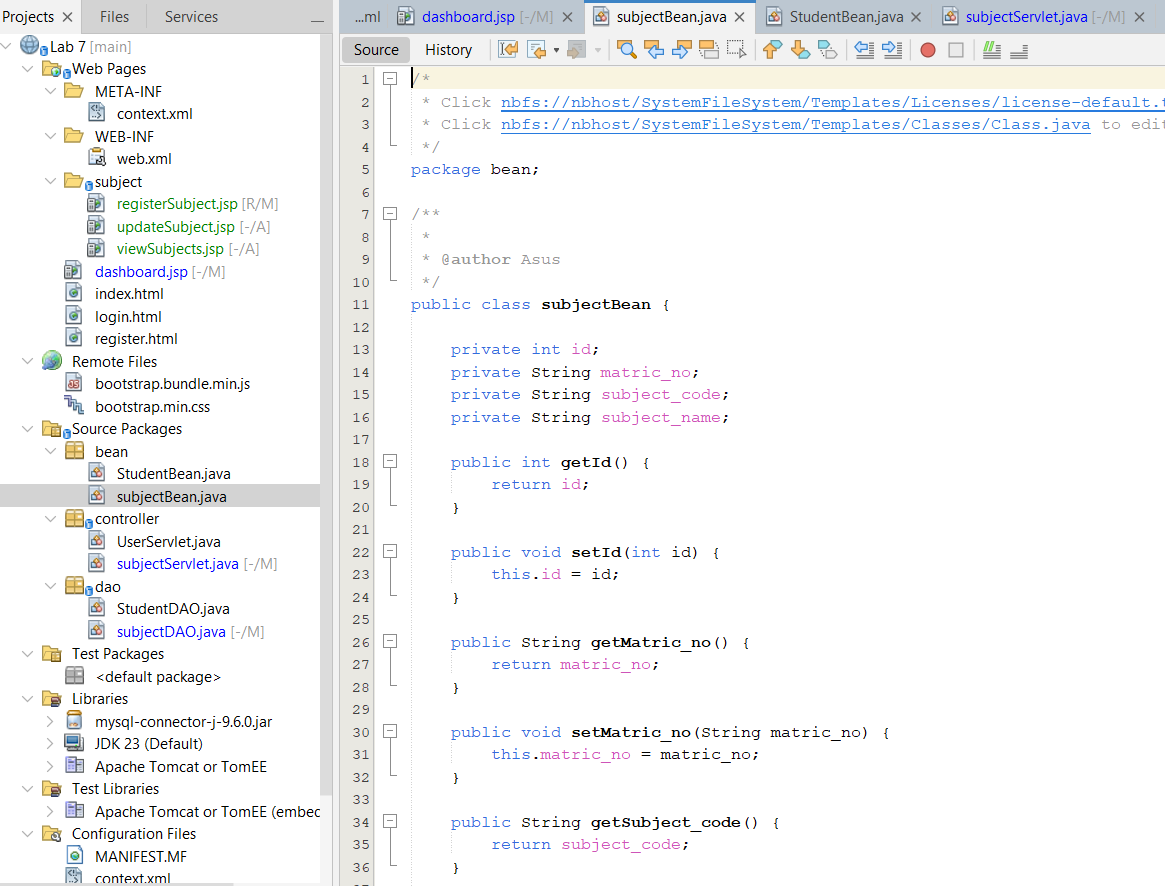 Projects
Files
Services
Lab 7 [main]
Web Pages
META-INF
context.xml
WEB-INF
web.xml
subject
registerSubject.jsp [R/M]
updateSubject.jsp [-/A]
viewSubjects.jsp [-/A]
dashboard.jsp [-/M]
index.html
login.html
register.html
Remote Files
bootstrap.bundle.min.js
bootstrap.min.css
Source Packages
bean
StudentBean.java
subjectBean.java
controller
UserServlet.java
subjectServlet.java [-/M]
dao
StudentDAO.java
subjectDAO.java [-/M]
Test Packages
<default package>
Libraries
mysql-connector-j-9.6.0.jar
JDK 23 (Default)
Apache Tomcat or TomEE
Test Libraries
Apache Tomcat or TomEE (embec
Configuration Files
MANIFEST.MF
context.xml
...ml dashboard.jsp [-/M] subjectBean.java StudentBean.java subjectServlet.java [-/M]
Source History
1 /*
2 * Click nbfs://nbhost/SystemFileSystem/Templates/Licenses/license-default.t
3 * Click nbfs://nbhost/SystemFileSystem/Templates/Classes/Class.java to edit
4 */
5 package bean;
6
7 /**
8 *
9 * @author Asus
10 */
11 public class subjectBean {
12
13 private int id;
14 private String matric_no;
15 private String subject_code;
16 private String subject_name;
17
18 public int getId() {
19 return id;
20 }
21
22 public void setId(int id) {
23 this.id = id;
24 }
25
26 public String getMatric_no() {
27 return matric_no;
28 }
29
30 public void setMatric_no(String matric_no) {
31 this.matric_no = matric_no;
32 }
33
34 public String getSubject_code() {
35 return subject_code;
36 }